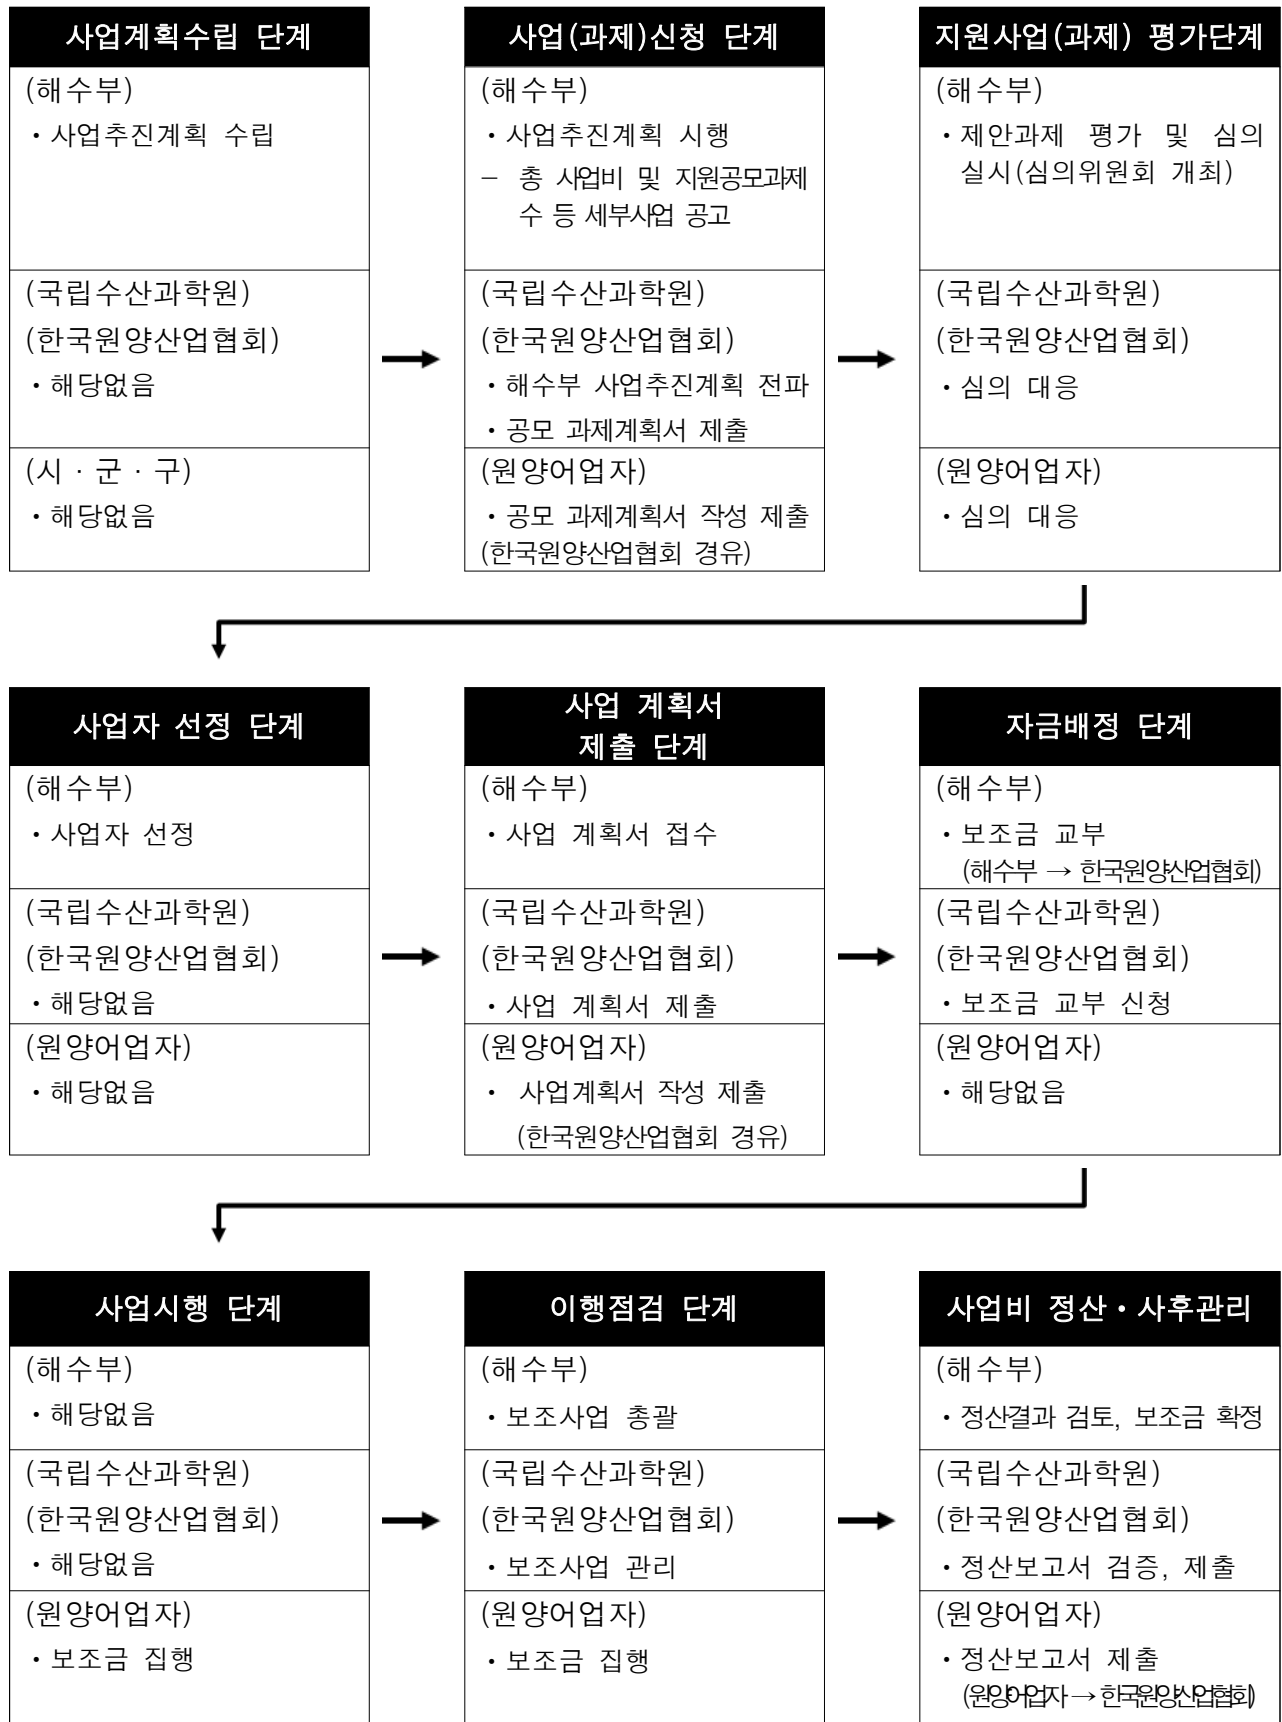 사업계획수립 단계
(해수부)
・사업추진계획 수립
(국립수산과학원)
(한국원양산업협회)
・해당없음
(시 · 군 · 구)
・해당없음
사업(과제)신청 단계
(해수부)
・사업추진계획 시행
－ 총 사업비 및 지원공모과제
수 등 세부사업 공고
(국립수산과학원)
(한국원양산업협회)
・해수부 사업추진계획 전파
・공모 과제계획서 제출
(원양어업자)
・공모 과제계획서 작성 제출
(한국원양산업협회 경유)
지원사업(과제) 평가단계
(해수부)
・제안과제 평가 및 심의
실시(심의위원회 개최)
(국립수산과학원)
(한국원양산업협회)
・심의 대응
(원양어업자)
・심의 대응
사업자 선정 단계
(해수부)
・사업자 선정
(국립수산과학원)
(한국원양산업협회)
・해당없음
(원양어업자)
・해당없음
사업 계획서
제출 단계
(해수부)
・사업 계획서 접수
(국립수산과학원)
(한국원양산업협회)
・사업 계획서 제출
(원양어업자)
・ 사업계획서 작성 제출
(한국원양산업협회 경유)
자금배정 단계
(해수부)
・보조금 교부
(해수부 → 한국원양산업협회)
(국립수산과학원)
(한국원양산업협회)
・보조금 교부 신청
(원양어업자)
・해당없음
사업시행 단계
(해수부)
・해당없음
(국립수산과학원)
(한국원양산업협회)
・해당없음
(원양어업자)
・보조금 집행
이행점검 단계
(해수부)
・보조사업 총괄
(국립수산과학원)
(한국원양산업협회)
・보조사업 관리
(원양어업자)
・보조금 집행
사업비 정산・사후관리
(해수부)
・정산결과 검토, 보조금 확정
(국립수산과학원)
(한국원양산업협회)
・정산보고서 검증, 제출
(원양어업자)
・정산보고서 제출
(원양어업자 → 한국원양산업협회)